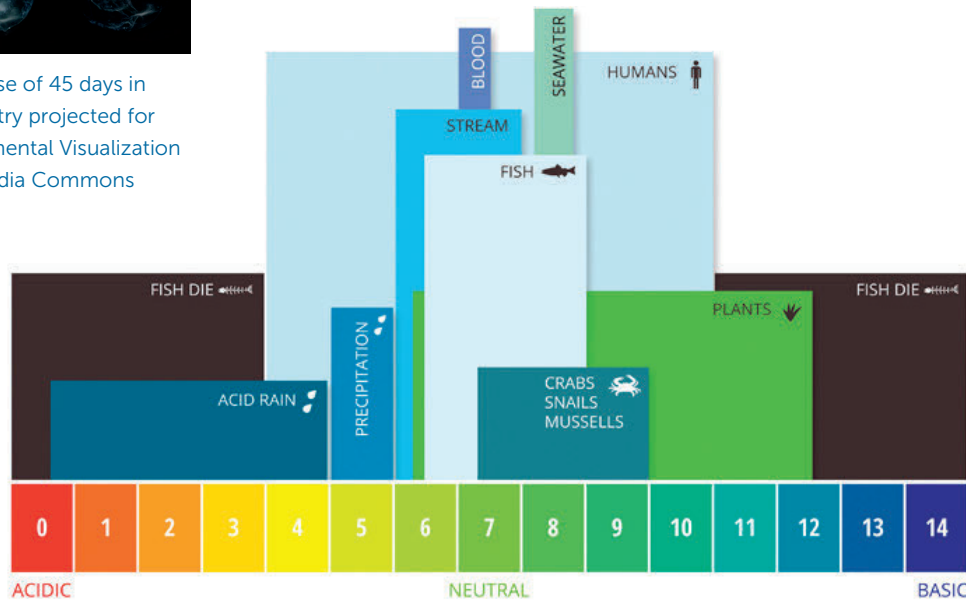 se of 45 days in
try projected for
mental Visualization
dia Commons
BLOOD
SEAWATER
HUMANS
STREAM
FISH
FISH DIE
FISH DIE
PLANTS
PRECIPITATION
ACID RAIN
CRABS
SNAILS
MUSSELLS
0 1 2 3 4 5 6 7 8 9 10 11 12 13 14
ACIDIC NEUTRAL BASIC